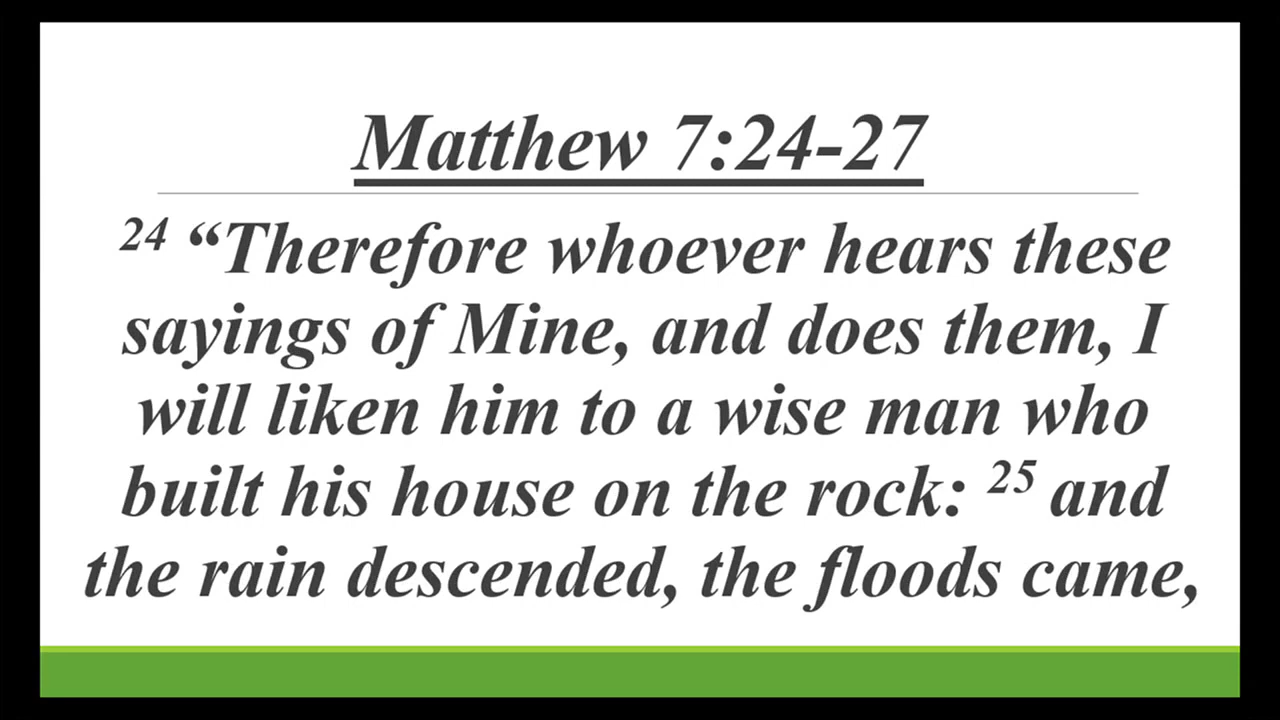 Matthew 7:24-27
24 “Therefore whoever hears these
sayings of Mine, and does them, I
will liken him to a wise man who
built his house on the rock: 25 and
the rain descended, the floods came,